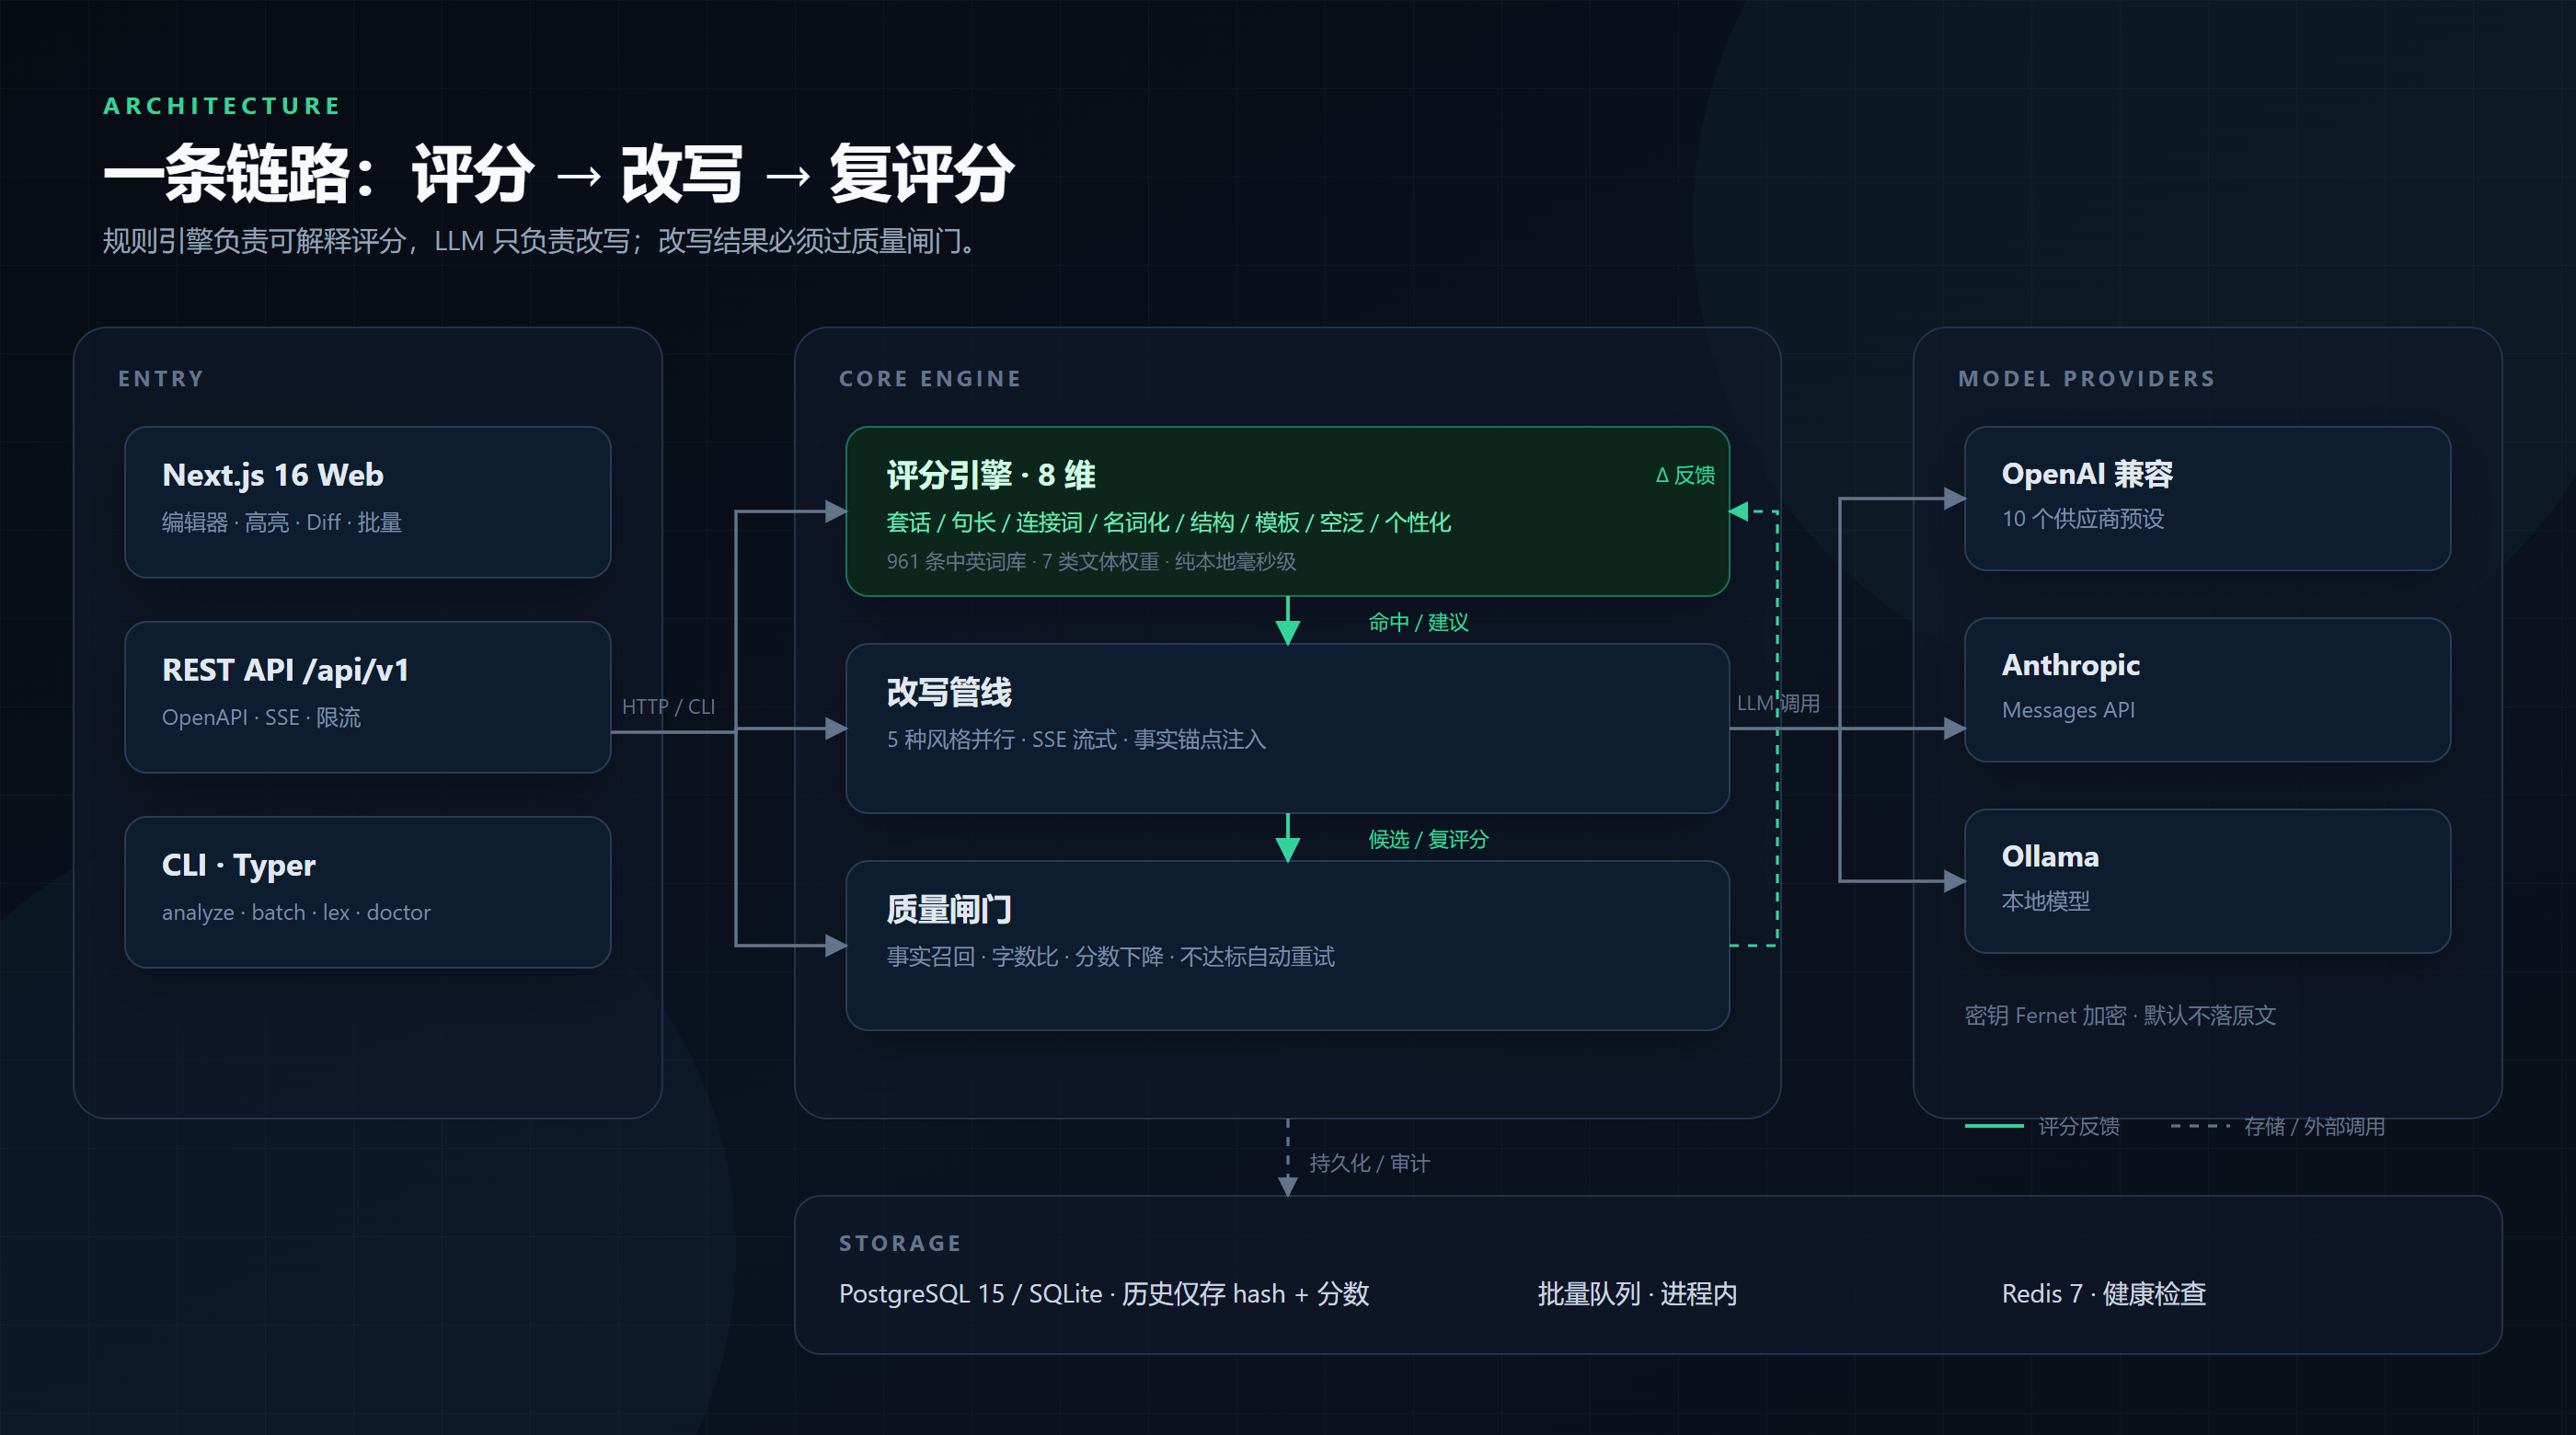 ARCHITECTURE
一条链路：评分 → 改写 → 复评分
规则引擎负责可解释评分，LLM 只负责改写；改写结果必须过质量闸门。
ENTRY
Next.js 16 Web
编辑器 · 高亮 · Diff · 批量
REST API /api/v1
OpenAPI · SSE · 限流
CLI · Typer
analyze · batch · lex · doctor
HTTP / CLI
CORE ENGINE
评分引擎 · 8 维
Δ 反馈
套话 / 句长 / 连接词 / 名词化 / 结构 / 模板 / 空泛 / 个性化
961 条中英词库 · 7 类文体权重 · 纯本地毫秒级
命中 / 建议
改写管线
5 种风格并行 · SSE 流式 · 事实锚点注入
候选 / 复评分
质量闸门
事实召回 · 字数比 · 分数下降 · 不达标自动重试
LLM 调用
MODEL PROVIDERS
OpenAI 兼容
10 个供应商预设
Anthropic
Messages API
Ollama
本地模型
密钥 Fernet 加密 · 默认不落原文
评分反馈
存储 / 外部调用
持久化 / 审计
STORAGE
PostgreSQL 15 / SQLite · 历史仅存 hash + 分数
批量队列 · 进程内
Redis 7 · 健康检查